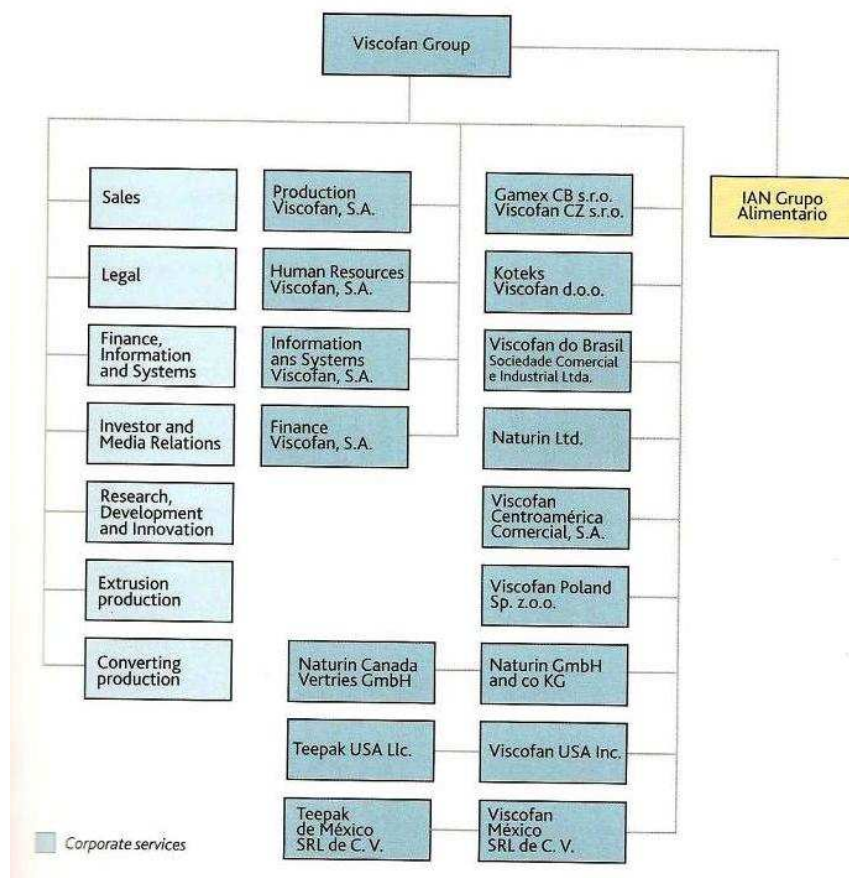 Viscofan Group
IAN Grupo
Alimentario
Sales
Legal
Finance,
Information
and Systems
Investor and
Media Relations
Research,
Development
and Innovation
Extrusion
production
Converting
production
Production
Viscofan, S.A.
Human Resources
Viscofan, S.A.
Information
ans Systems
Viscofan, S.A.
Finance
Viscofan, S.A.
Gamex CB s.r.o.
Viscofan CZ s.r.o.
Koteks
Viscofan d.o.o.
Viscofan do Brasil
Sociedade Comercial
e Industrial Ltda.
Naturin Ltd.
Viscofan
Centroamérica
Comercial, S.A.
Viscofan Poland
Sp. z.o.o.
Naturin Canada
Vertries GmbH
Naturin GmbH
and co KG
Teepak USA Llc.
Viscofan USA Inc.
Teepak
de México
SRL de C. V.
Viscofan
México
SRL de C. V.
Corporate services